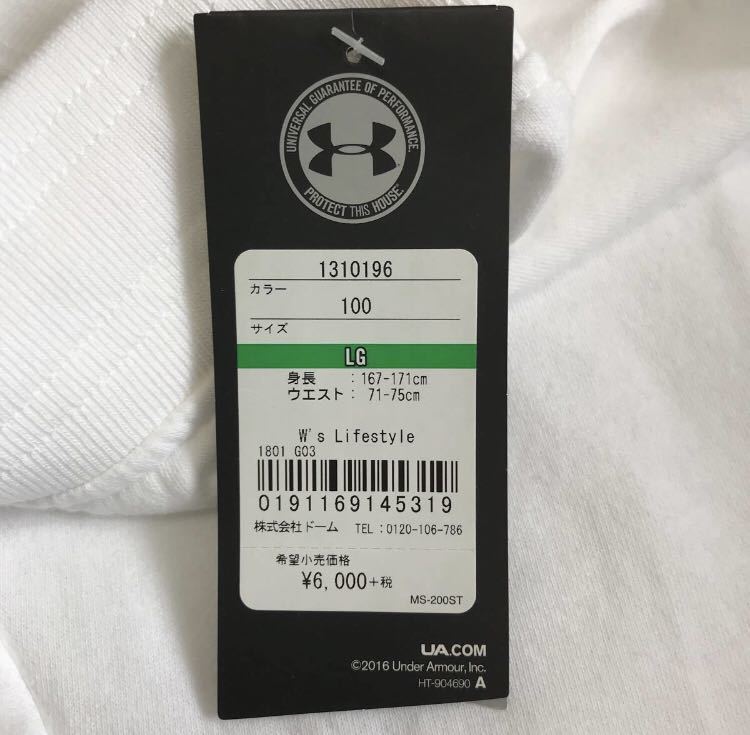 UNIVERSAL GUARANTEE OF PERFORMANCE.
PROTECT THIS HOUSE.
1310196
カラー
100
サイズ
LG
身長 : 167-171cm
ウエスト : 71-75cm
W's Lifestyle
1801 G03
0191169145319
株式会社ドーム TEL : 0120-106-786
希望小売価格
¥6,000+税
MS-200ST
UA.COM
©2016 Under Armour, Inc.
HT-904690 A